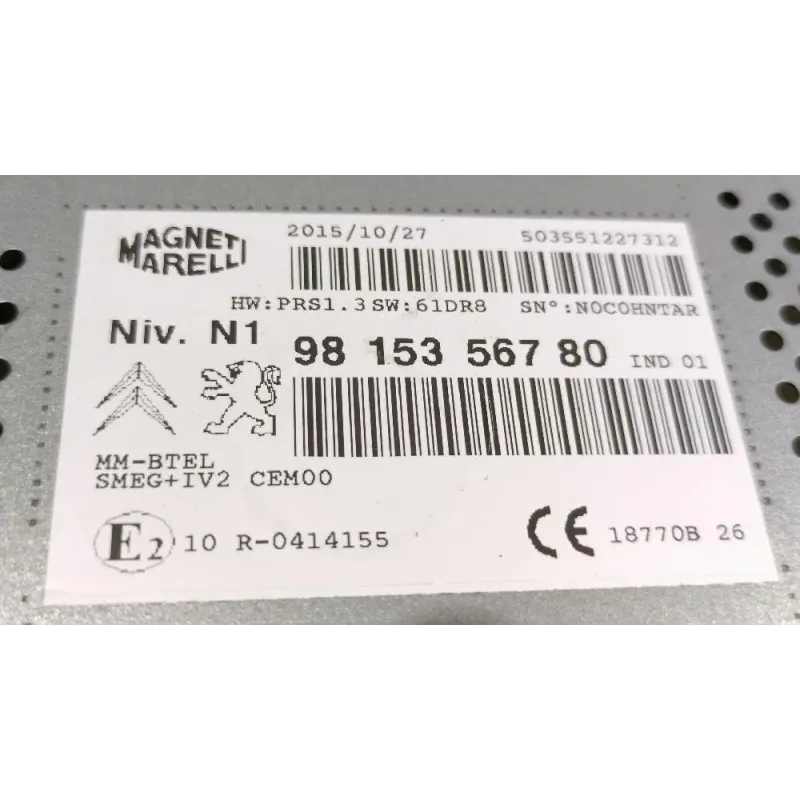 MAGNETI MARELLI
2015/10/27 503551227312
HW:PRS1.3 SW:61DR8 SN°:NOCOHNTAR
Niv. N1 98 153 567 80 IND 01
MM-BTEL
SMEG+IV2 CEM00
E2 10 R-0414155 CE 18770B 26